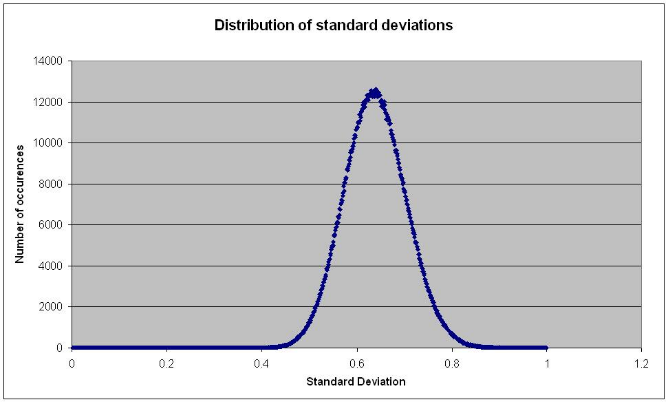 Distribution of standard deviations
14000
12000
10000
8000
6000
4000
2000
0
Number of occurences
0 0.2 0.4 0.6 0.8 1 1.2
Standard Deviation